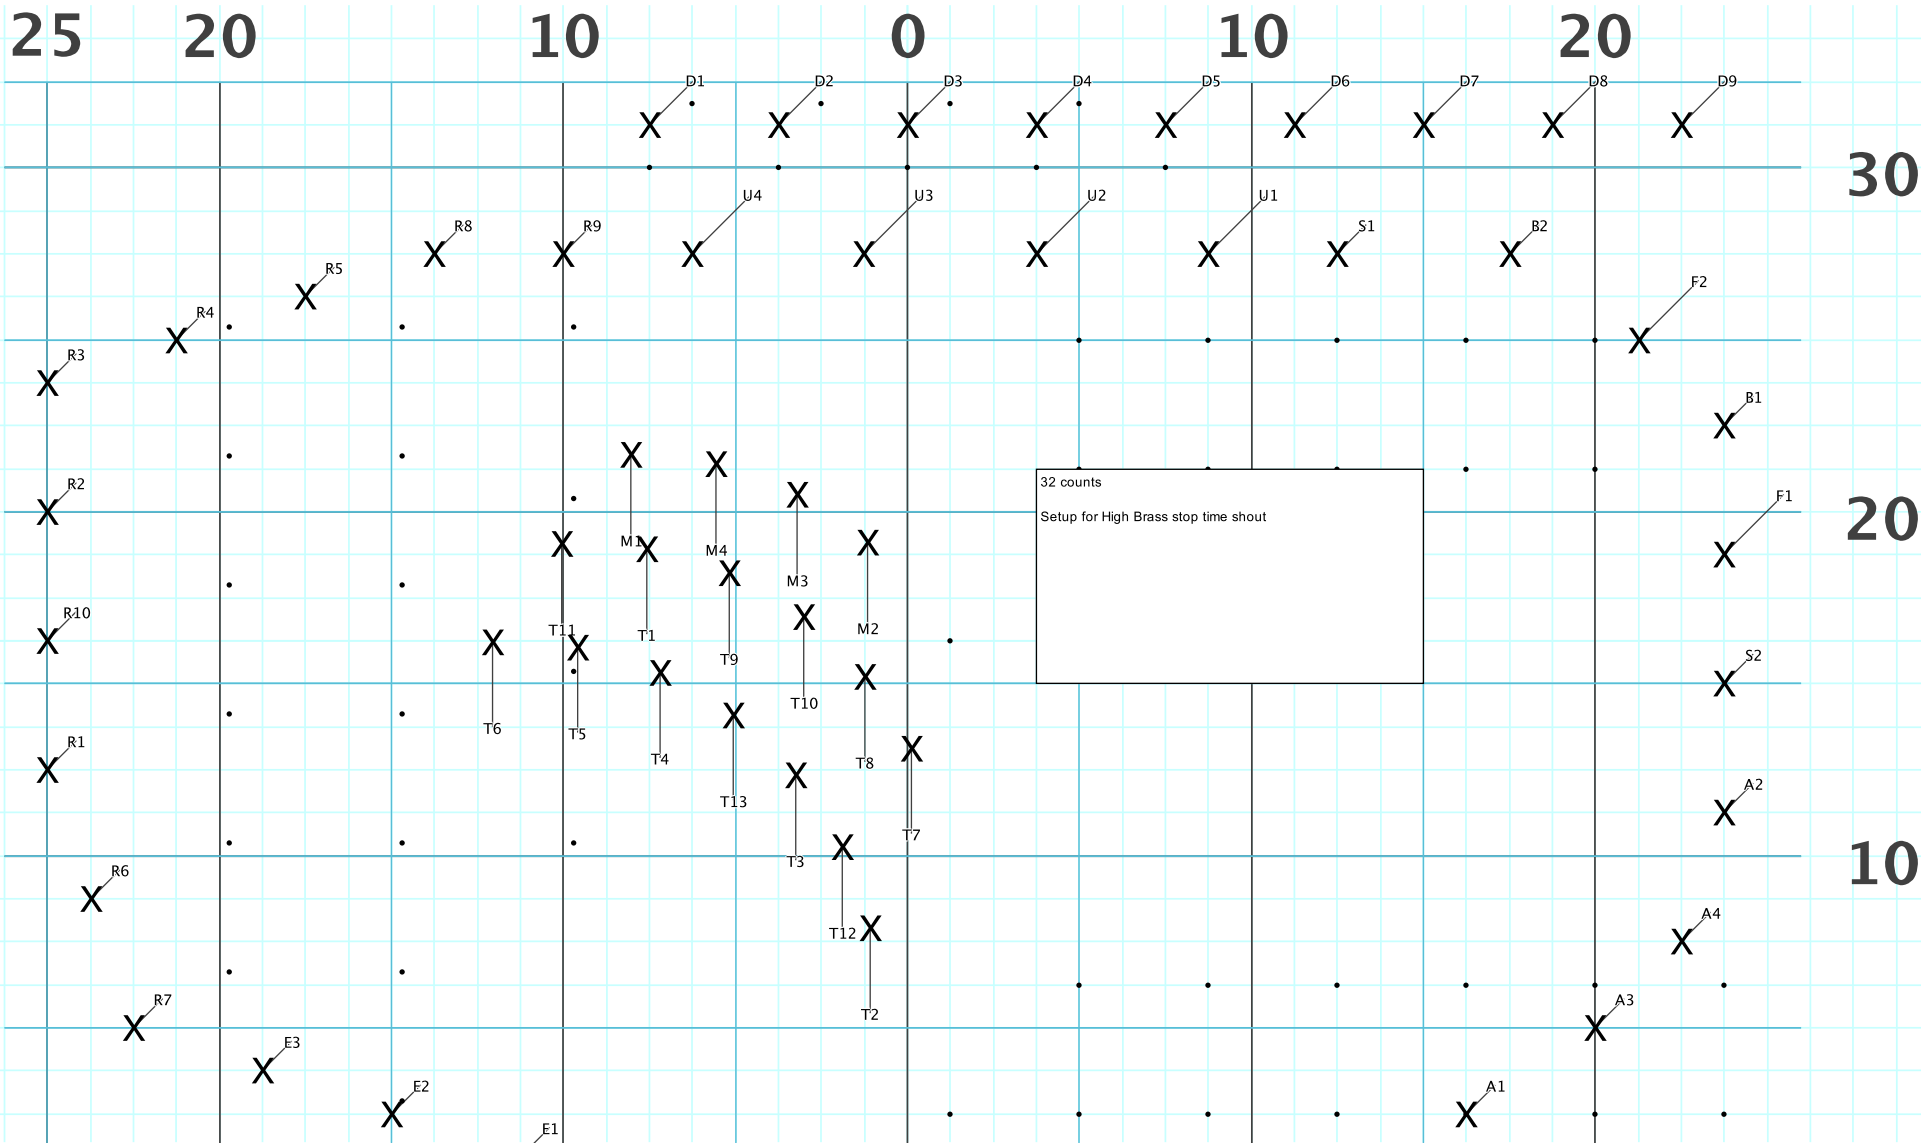 25 20 10 0 10 20
D1 D2 D3 D4 D5 D6 D7 D8 D9
30
U4 U3 U2 U1
R8 R9 S1 B2
R5 F2
R4
R3
B1
R2 32 counts F1
Setup for High Brass stop time shout
20
M1 M4
M3
R10 T11 T1 M2
T9 S2
T10
T6 T5
R1 T4 T8
T13 A2
T7
T3 10
R6
T12 A4
R7 T2 A3
E3
E2 A1
E1